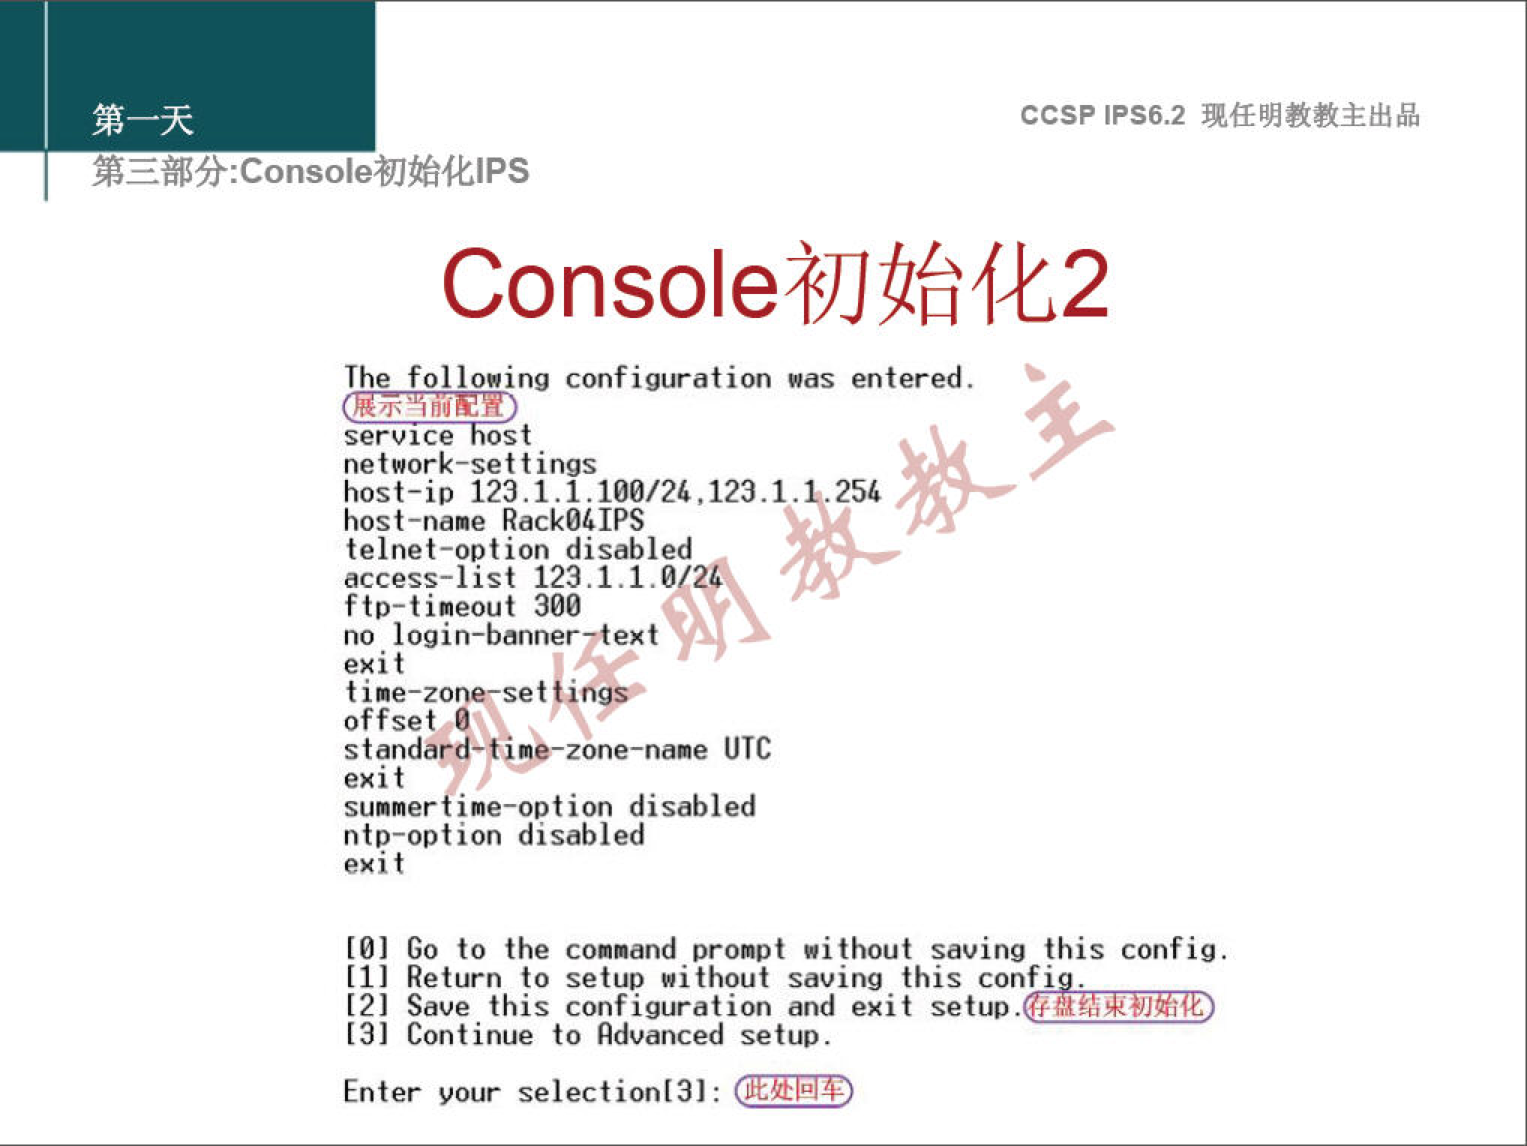 第一天
CCSP IPS6.2 现任明教教主出品
第三部分:Console初始化IPS
Console初始化2
The following configuration was entered.
展示当前配置
service host
network-settings
host-ip 123.1.1.100/24,123.1.1.254
host-name Rack04IPS
telnet-option disabled
access-list 123.1.1.0/24
ftp-timeout 300
no login-banner-text
exit
time-zone-settings
offset 0
standard-time-zone-name UTC
exit
summertime-option disabled
ntp-option disabled
exit
[0] Go to the command prompt without saving this config.
[1] Return to setup without saving this config.
[2] Save this configuration and exit setup.存盘结束初始化
[3] Continue to Advanced setup.
Enter your selection[3]: 此处回车
现任明教教主